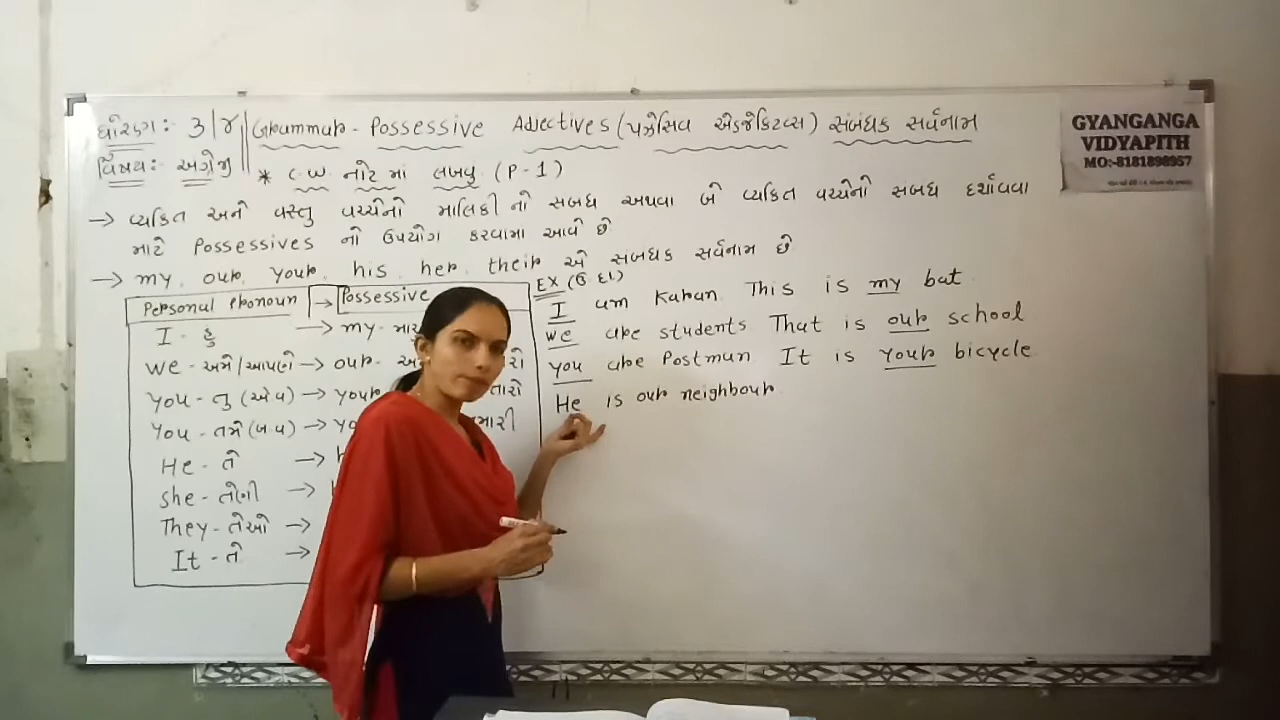 ધોરણ:- ૩/૪ Grammar - Possessive Adjectives (પઝેસિવ એડજેક્ટિવ્સ) સંબંધક સર્વનામ
વિષય:- અંગ્રેજી * C.W નોટ માં લખવુ (P-1)
→ વ્યકિત અને વસ્તુ વચ્ચેનો માલિકી નો સબંધ અથવા બે વ્યકિત વચ્ચેનો સંબંધ દર્શાવવા
માટે Possessives નો ઉપયોગ કરવામા આવે છે
→ my, our, your, his, her, their એ સંબધક સર્વનામ છે
Personal Pronoun → Possessive
I - હુ → my - માર
We - અમે/આપણે → our - અ રો
You - તુ (એ.વ) → your તારો
You - તમે (બ.વ) → yo મારી
He - તે → h
She - તેણી →
They - તેઓ →
It - તે →
EX (ઉ.દા)
I am Karan This is my bat.
We are students That is our school
you are Postman It is your bicycle.
He is our neighbour.
GYANGANGA
VIDYAPITH
MO:-8181898957